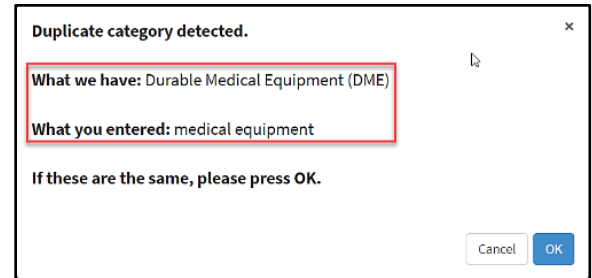 Duplicate category detected.
×
What we have: Durable Medical Equipment (DME)
What you entered: medical equipment
If these are the same, please press OK.
Cancel OK